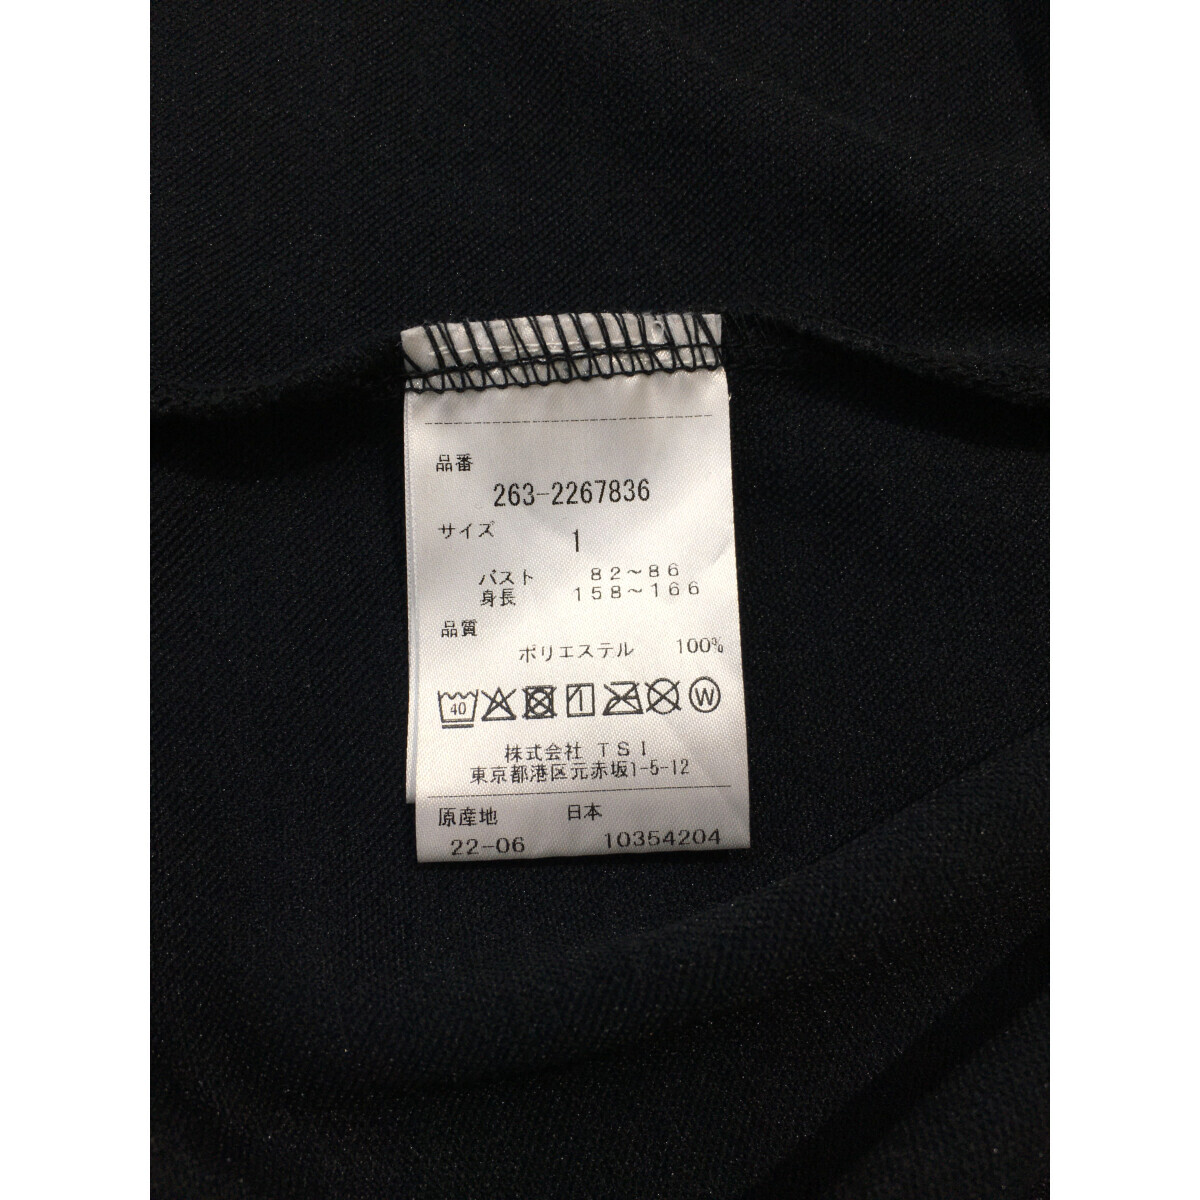 品番
263-2267836
サイズ 1
バスト 82～86
身長 158～166
品質
ポリエステル 100%
40 W
株式会社 TSI
東京都港区元赤坂1-5-12
原産地 日本
22-06 10354204